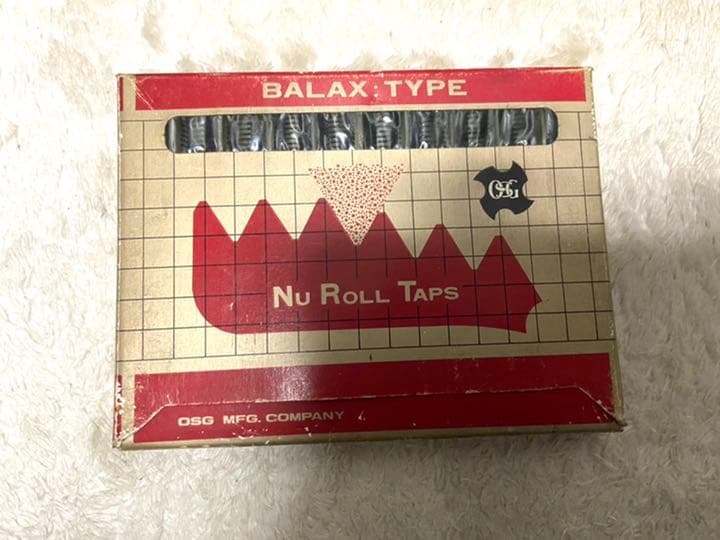 BALAX:TYPE
OSG
NU ROLL TAPS
OSG MFG. COMPANY